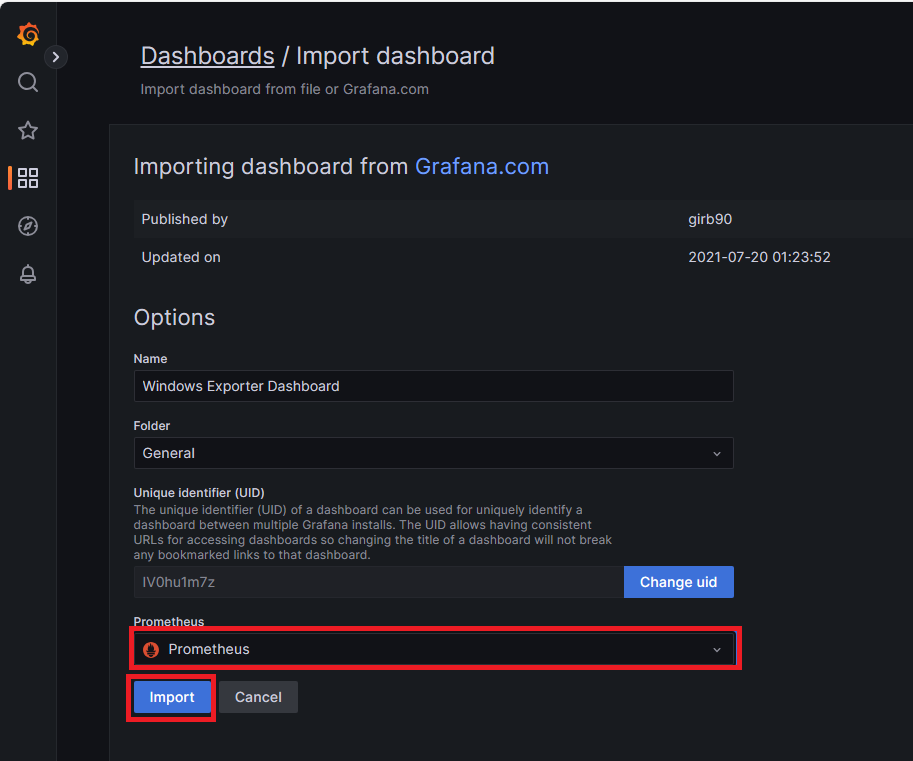 Dashboards / Import dashboard
Import dashboard from file or Grafana.com
Importing dashboard from Grafana.com
Published by girb90
Updated on 2021-07-20 01:23:52
Options
Name
Windows Exporter Dashboard
Folder
General
Unique identifier (UID)
The unique identifier (UID) of a dashboard can be used for uniquely identify a
dashboard between multiple Grafana installs. The UID allows having consistent
URLs for accessing dashboards so changing the title of a dashboard will not break
any bookmarked links to that dashboard.
IV0hu1m7z Change uid
Prometheus
Prometheus
Import Cancel